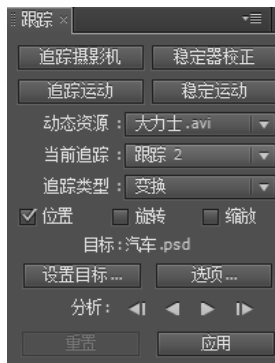 跟踪
追踪摄影机 稳定器校正
追踪运动 稳定运动
动态资源： 大力士.avi
当前追踪： 跟踪 2
追踪类型： 变换
位置 旋转 缩放
目标：汽车.psd
设置目标... 选项...
分析：
重置 应用